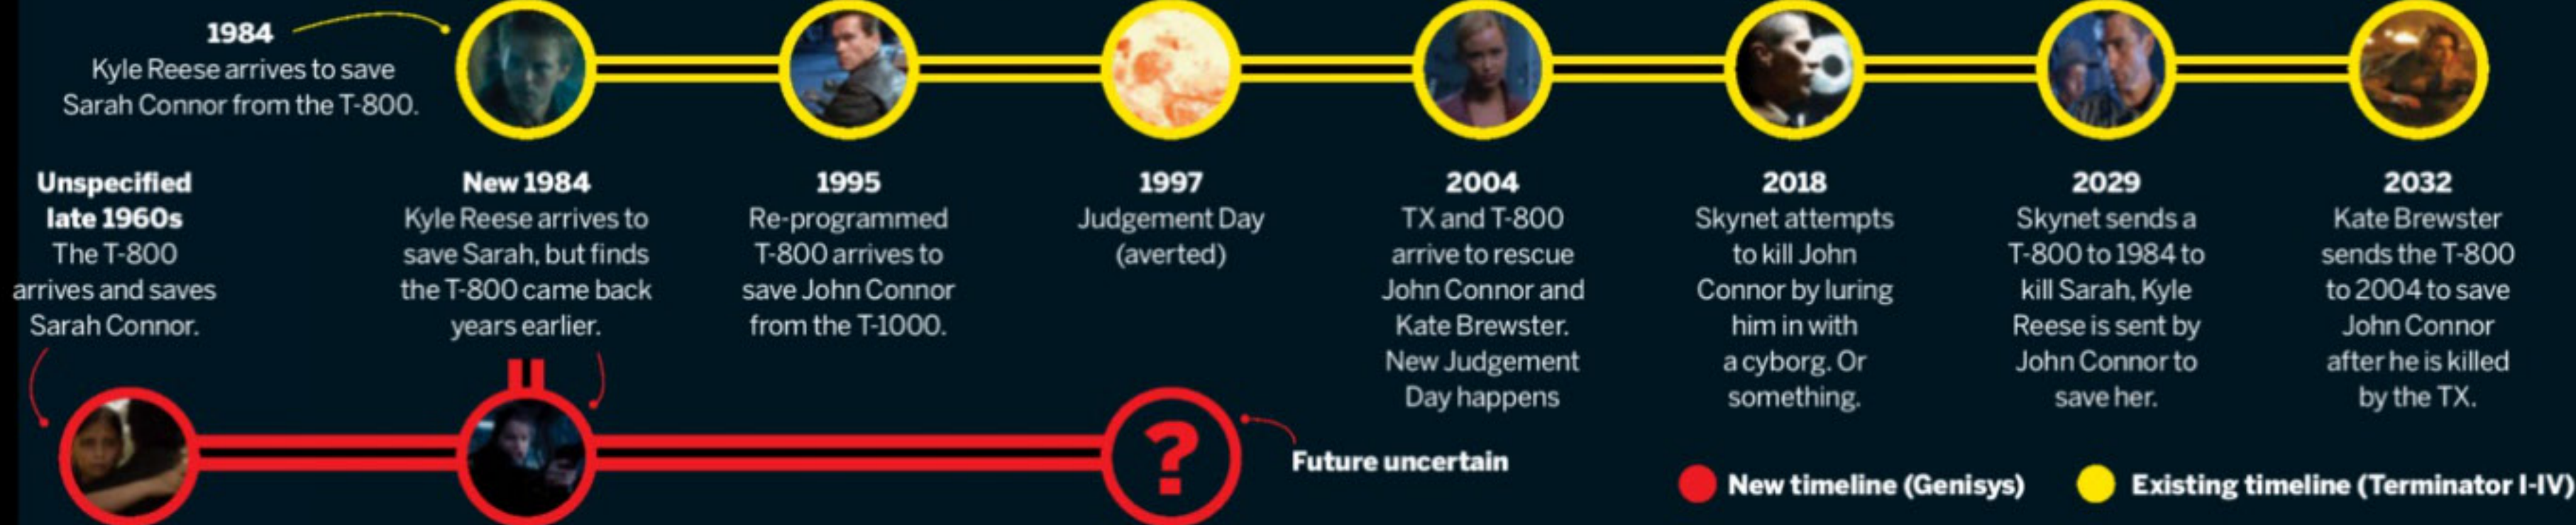 1984
Kyle Reese arrives to save
Sarah Connor from the T-800.
Unspecified
late 1960s
The T-800
arrives and saves
Sarah Connor.
New 1984
Kyle Reese arrives to
save Sarah, but finds
the T-800 came back
years earlier.
1995
Re-programmed
T-800 arrives to
save John Connor
from the T-1000.
1997
Judgement Day
(averted)
2004
TX and T-800
arrive to rescue
John Connor and
Kate Brewster.
New Judgement
Day happens
2018
Skynet attempts
to kill John
Connor by luring
him in with
a cyborg. Or
something.
2029
Skynet sends a
T-800 to 1984 to
kill Sarah, Kyle
Reese is sent by
John Connor to
save her.
2032
Kate Brewster
sends the T-800
to 2004 to save
John Connor
after he is killed
by the TX.
?
Future uncertain
New timeline (Genisys)
Existing timeline (Terminator I-IV)